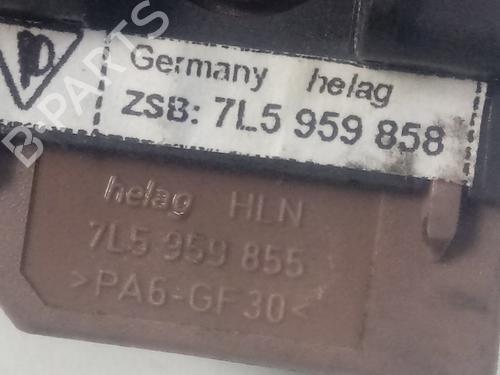 Germany helag
ZSB: 7L5 959 858
helag HLN
7L5 959 855
>PA6-GF30<
B-PARTS